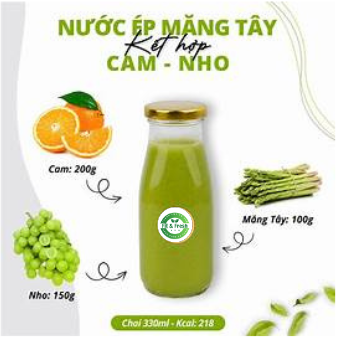 NƯỚC ÉP MĂNG TÂY
Kết hợp
CAM - NHO
Cam: 200g
Măng Tây: 100g
Nho: 150g
Chai 330ml - Kcal: 218